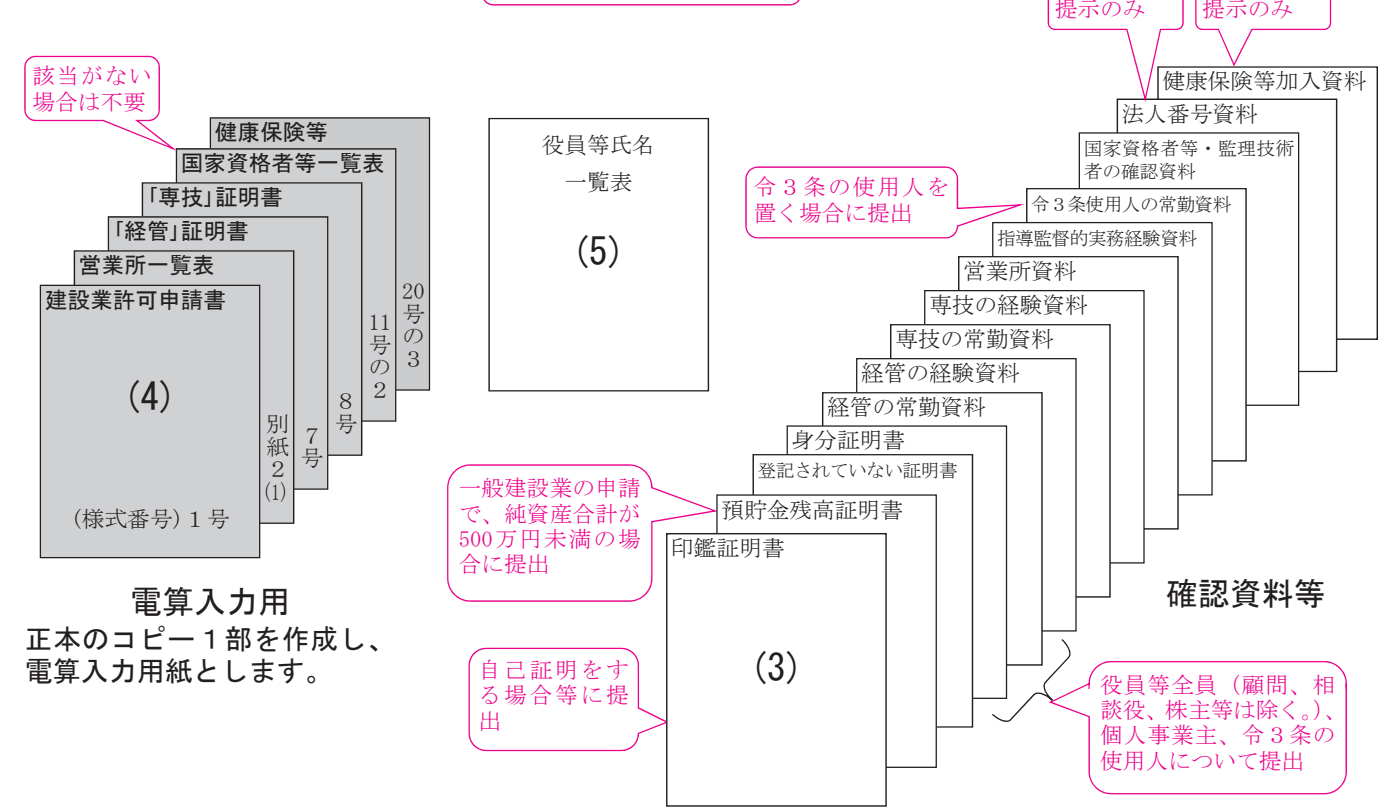 該当がない
場合は不要
健康保険等
国家資格者等一覧表
「専技」証明書
「経管」証明書
営業所一覧表
建設業許可申請書
(4)
(様式番号) 1 号
別紙2(1)
7号
8号
11号の2
20号の3
電算入力用
正本のコピー１部を作成し、
電算入力用紙とします。
役員等氏名
一覧表
(5)
提示のみ
提示のみ
健康保険等加入資料
法人番号資料
国家資格者等・監理技術
者の確認資料
令３条の使用人を
置く場合に提出
令３条使用人の常勤資料
指導監督的実務経験資料
営業所資料
専技の経験資料
専技の常勤資料
経管の経験資料
経管の常勤資料
身分証明書
登記されていない証明書
預貯金残高証明書
印鑑証明書
(3)
一般建設業の申請
で、純資産合計が
500万円未満の場
合に提出
自己証明をす
る場合等に提
出
確認資料等
役員等全員（顧問、相
談役、株主等は除く。）、
個人事業主、令３条の
使用人について提出